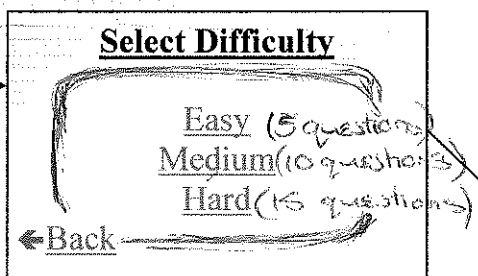 Select Difficulty
Easy (5 questions)
Medium (10 questions)
Hard (15 questions)
←Back